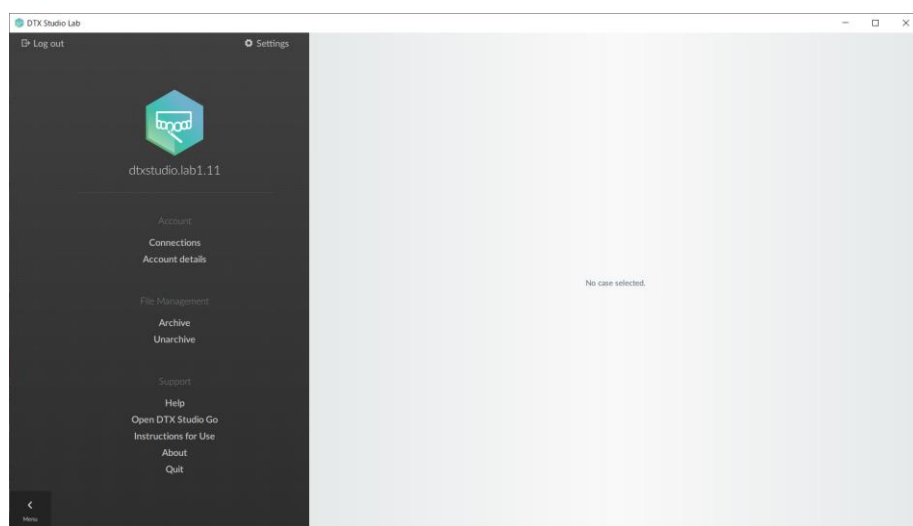 DTX Studio Lab
Log out
Settings
dtxstudio.lab1.11
Account
Connections
Account details
File Management
Archive
Unarchive
Support
Help
Open DTX Studio Go
Instructions for Use
About
Quit
Menu
No case selected.